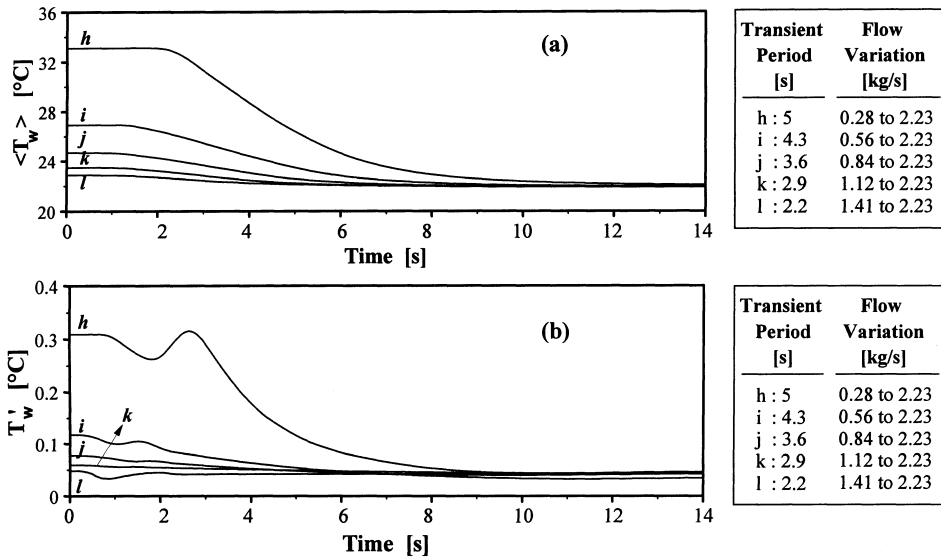 36
32
28
24
20
<T_w> [°C]
h
i
j
k
l
(a)
0 2 4 6 8 10 12 14
Time [s]
Transient Flow
Period Variation
[s] [kg/s]
h : 5 0.28 to 2.23
i : 4.3 0.56 to 2.23
j : 3.6 0.84 to 2.23
k : 2.9 1.12 to 2.23
l : 2.2 1.41 to 2.23
0.4
0.3
0.2
0.1
0
T_w' [°C]
h
k
i
j
l
(b)
0 2 4 6 8 10 12 14
Time [s]
Transient Flow
Period Variation
[s] [kg/s]
h : 5 0.28 to 2.23
i : 4.3 0.56 to 2.23
j : 3.6 0.84 to 2.23
k : 2.9 1.12 to 2.23
l : 2.2 1.41 to 2.23